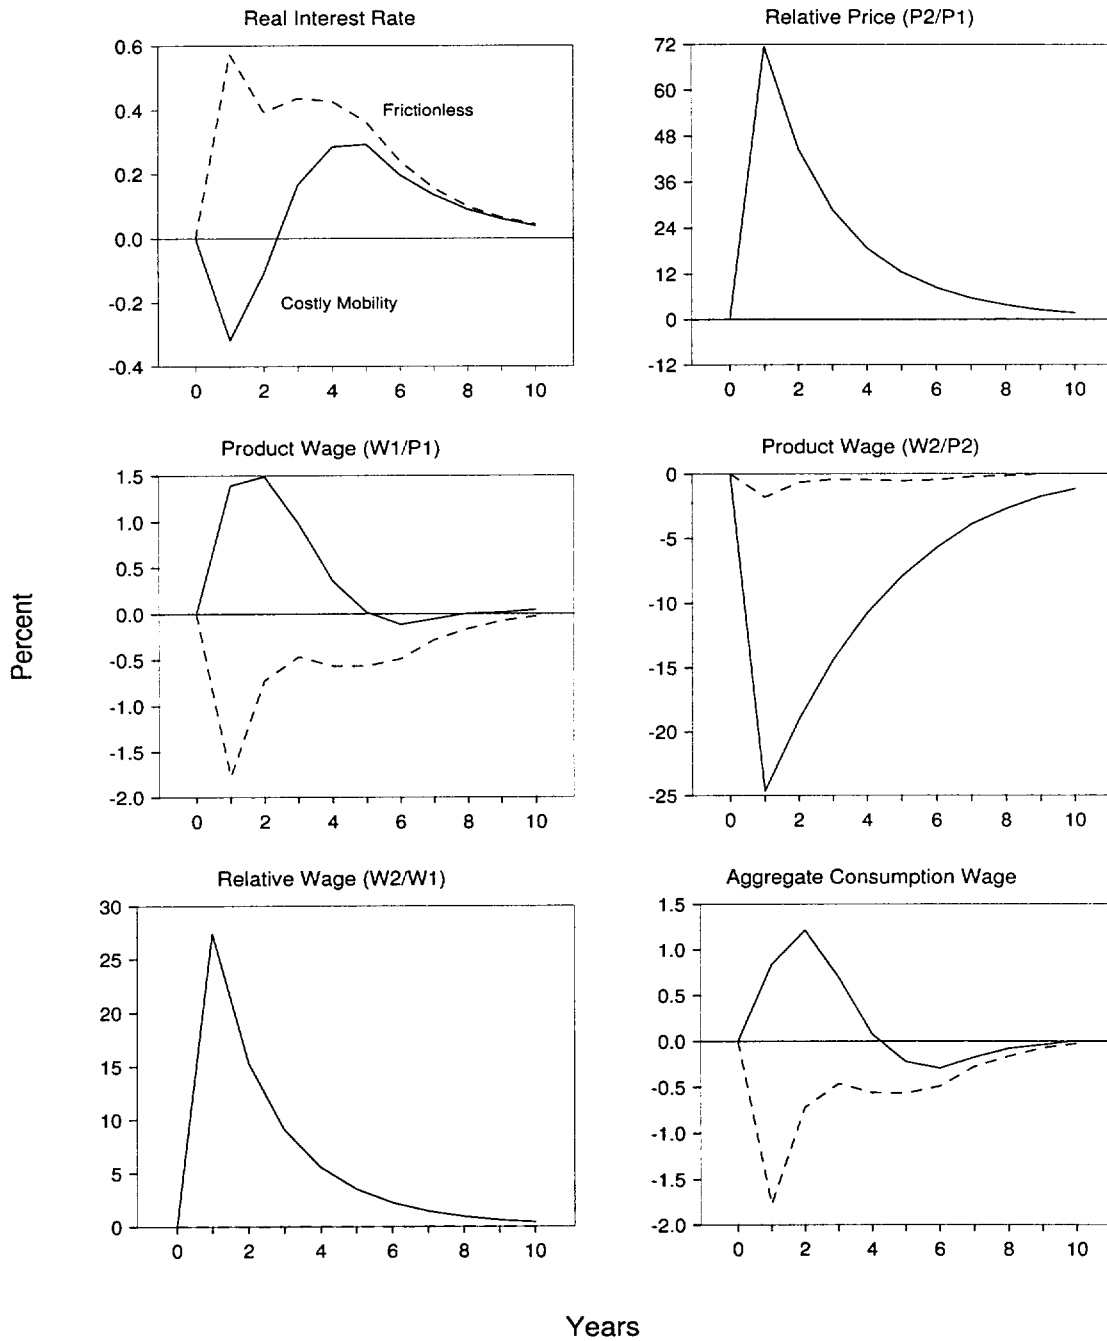 Real Interest Rate
0.6
0.4
0.2
0.0
-0.2
-0.4
Frictionless
Costly Mobility
0 2 4 6 8 10
Relative Price (P2/P1)
72
60
48
36
24
12
0
-12
0 2 4 6 8 10
Product Wage (W1/P1)
1.5
1.0
0.5
0.0
-0.5
-1.0
-1.5
-2.0
0 2 4 6 8 10
Product Wage (W2/P2)
0
-5
-10
-15
-20
-25
0 2 4 6 8 10
Percent
Relative Wage (W2/W1)
30
25
20
15
10
5
0
0 2 4 6 8 10
Aggregate Consumption Wage
1.5
1.0
0.5
0.0
-0.5
-1.0
-1.5
-2.0
0 2 4 6 8 10
Years